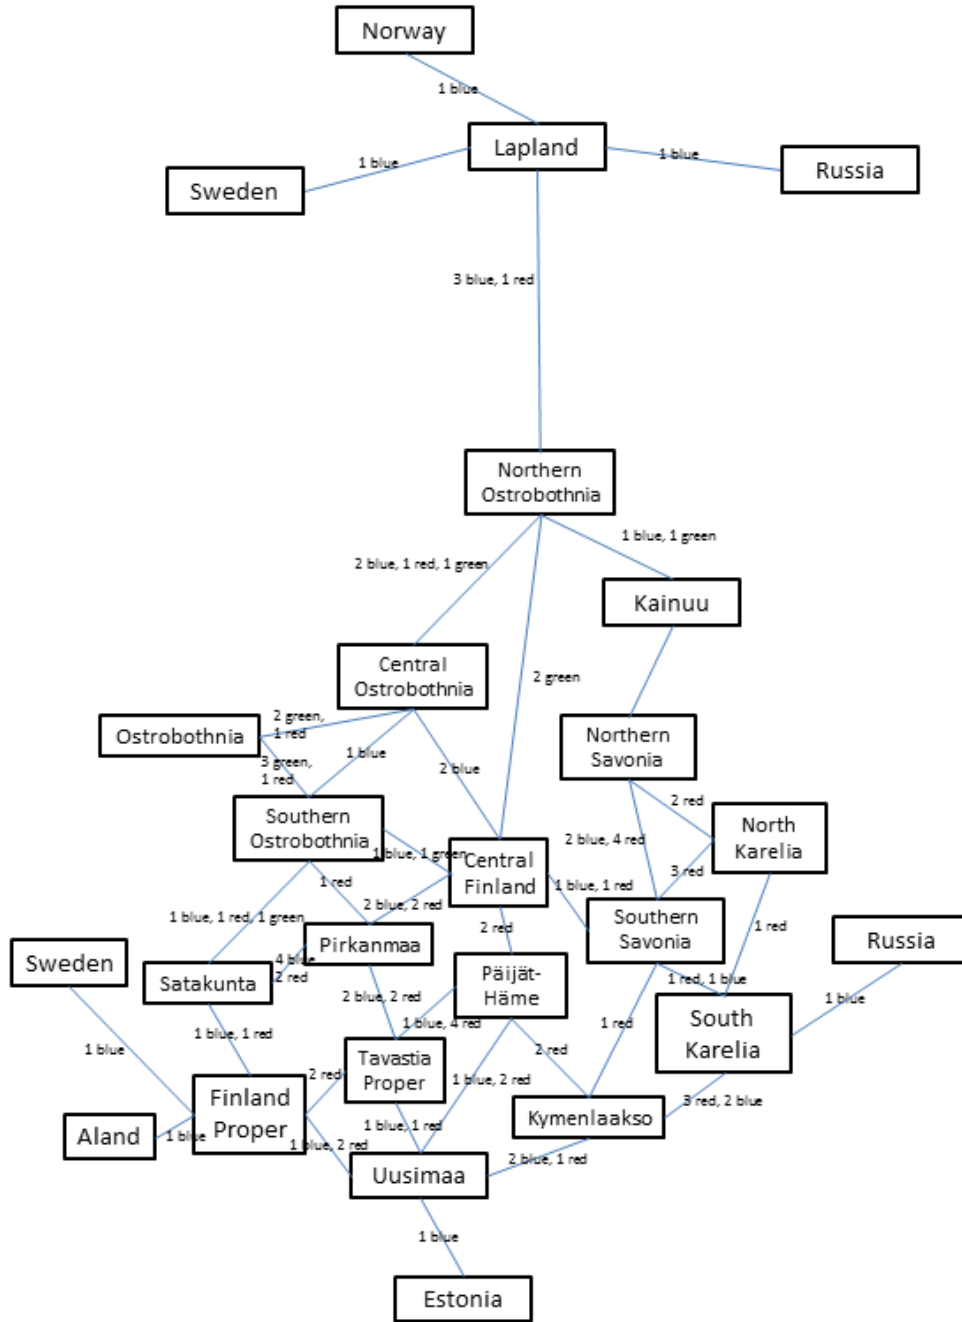 Norway
1 blue
Lapland
1 blue
1 blue
Russia
Sweden
3 blue, 1 red
Northern
Ostrobothnia
1 blue, 1 green
2 blue, 1 red, 1 green
Kainuu
Central
Ostrobothnia
2 green
2 green,
1 red
Ostrobothnia
1 blue
2 blue
Northern
Savonia
3 green,
1 red
2 red
Southern
Ostrobothnia
North
Karelia
2 blue, 4 red
1 blue, 1 green
Central
Finland
3 red
1 red
1 blue, 1 red
2 blue, 2 red
1 blue, 1 red, 1 green
2 red
Southern
Savonia
1 red
Pirkanmaa
Russia
Sweden
4 blue
2 red
Satakunta
Päijät-
Häme
1 red, 1 blue
2 blue, 2 red
1 blue
South
Karelia
1 blue, 4 red
1 red
1 blue, 1 red
1 blue
2 red
Tavastia
Proper
2 red
1 blue, 2 red
Finland
Proper
3 red, 2 blue
Kymenlaakso
1 blue, 1 red
Aland
1 blue
1 blue, 2 red
2 blue, 1 red
Uusimaa
1 blue
Estonia